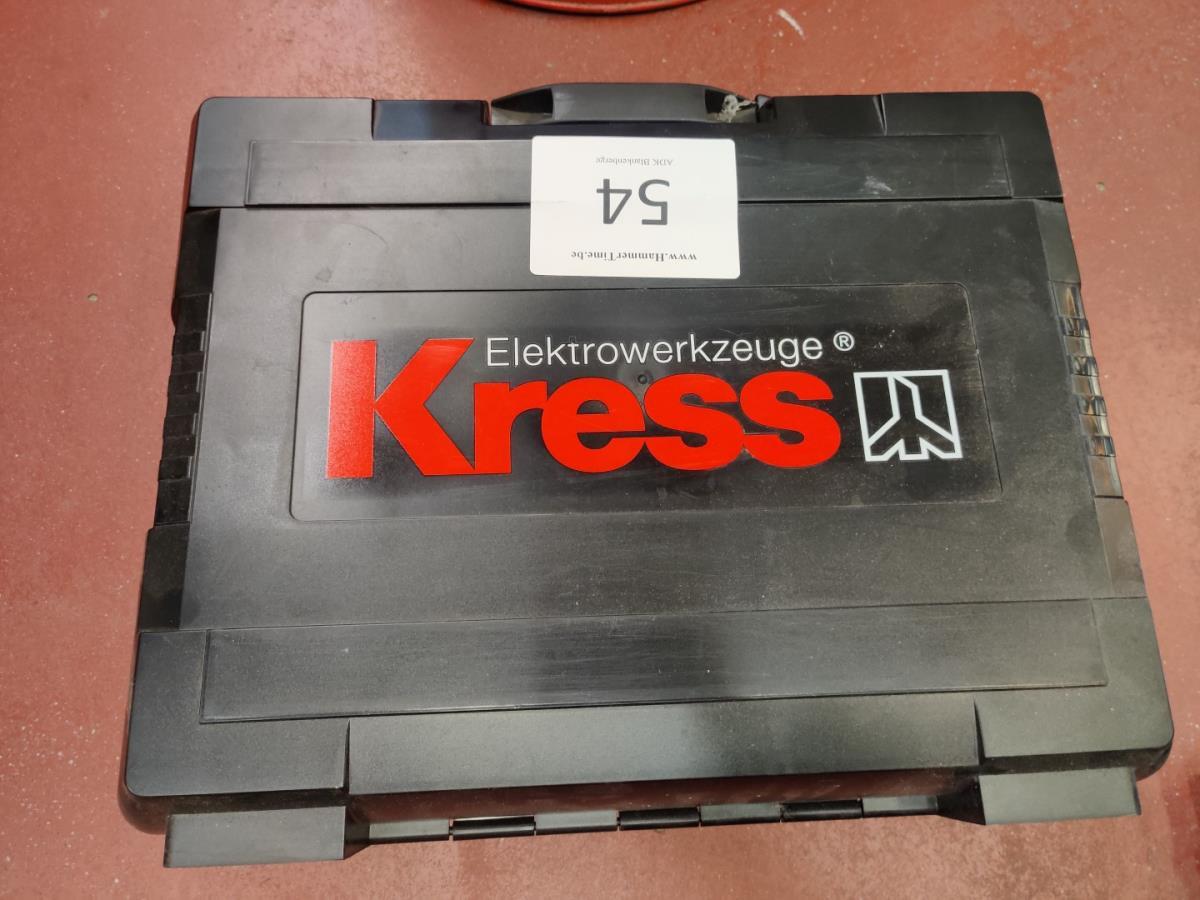 www.HammerTime.be
54
ADK Blankenberge
Elektrowerkzeuge ®
Kress